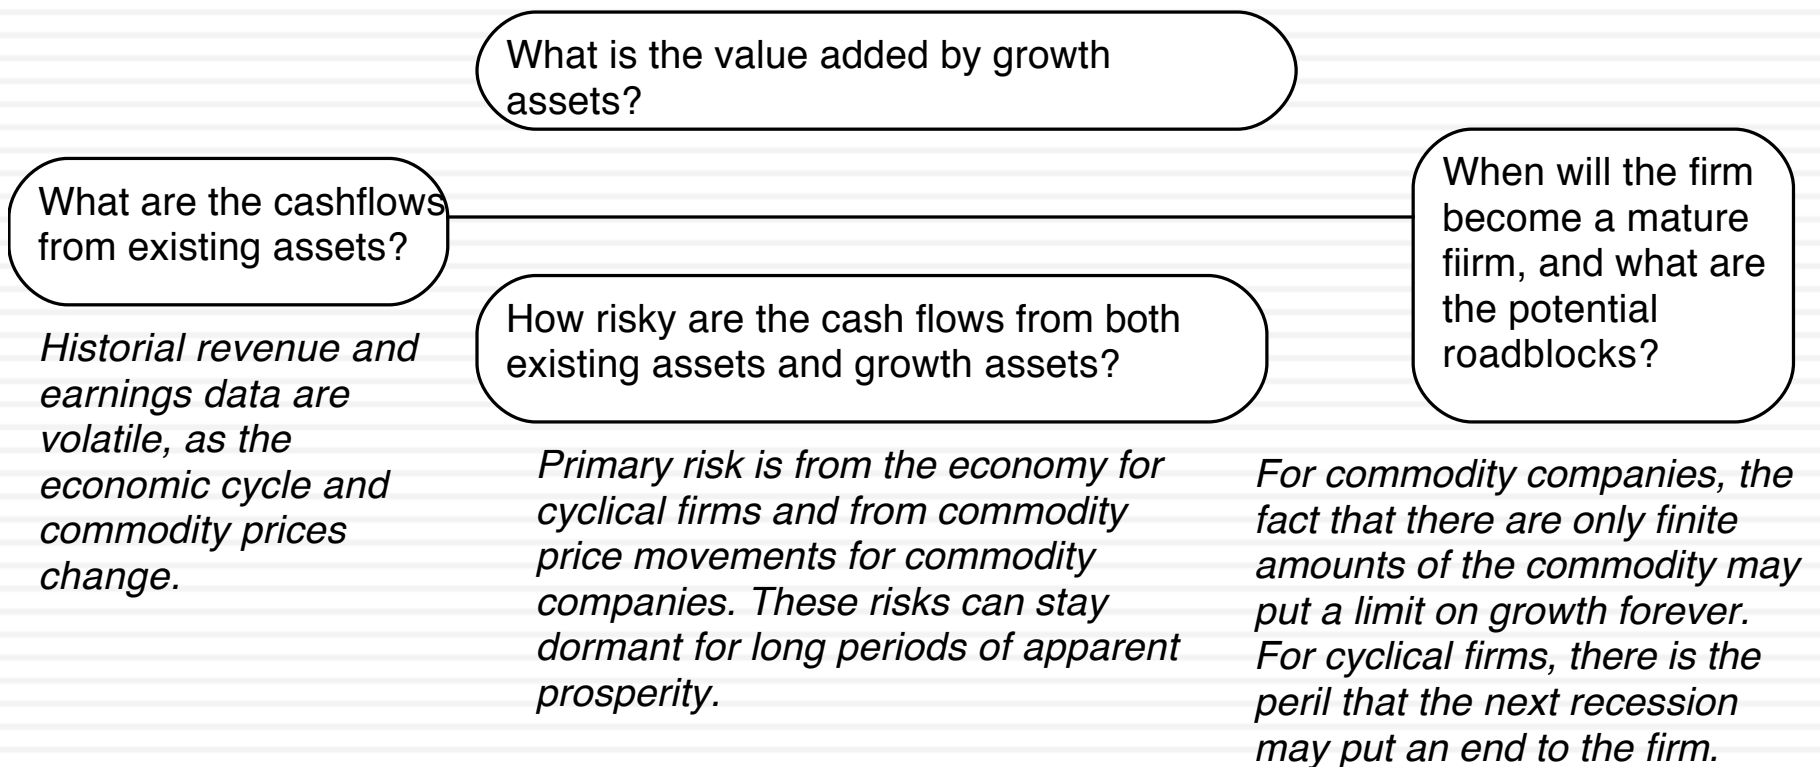 What is the value added by growth
assets?
What are the cashflows
from existing assets?
Historial revenue and
earnings data are
volatile, as the
economic cycle and
commodity prices
change.
How risky are the cash flows from both
existing assets and growth assets?
Primary risk is from the economy for
cyclical firms and from commodity
price movements for commodity
companies. These risks can stay
dormant for long periods of apparent
prosperity.
When will the firm
become a mature
fiirm, and what are
the potential
roadblocks?
For commodity companies, the
fact that there are only finite
amounts of the commodity may
put a limit on growth forever.
For cyclical firms, there is the
peril that the next recession
may put an end to the firm.